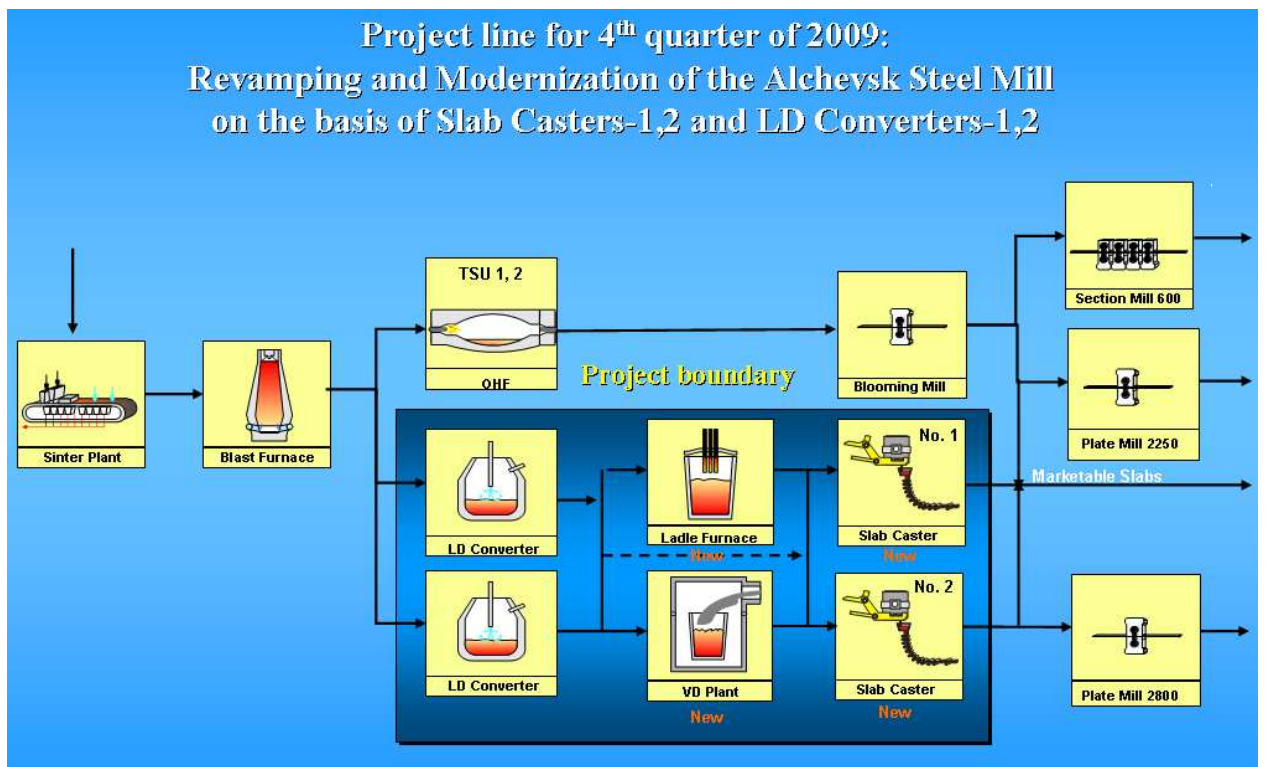 Project line for 4th quarter of 2009:
Revamping and Modernization of the Alchevsk Steel Mill
on the basis of Slab Casters-1,2 and LD Converters-1,2
TSU 1, 2
OHF
Section Mill 600
Blooming Mill
Plate Mill 2250
Sinter Plant
Blast Furnace
Project boundary
LD Converter
Ladle Furnace
New
No. 1
Slab Caster
New
Marketable Slabs
LD Converter
VD Plant
New
No. 2
Slab Caster
New
Plate Mill 2800